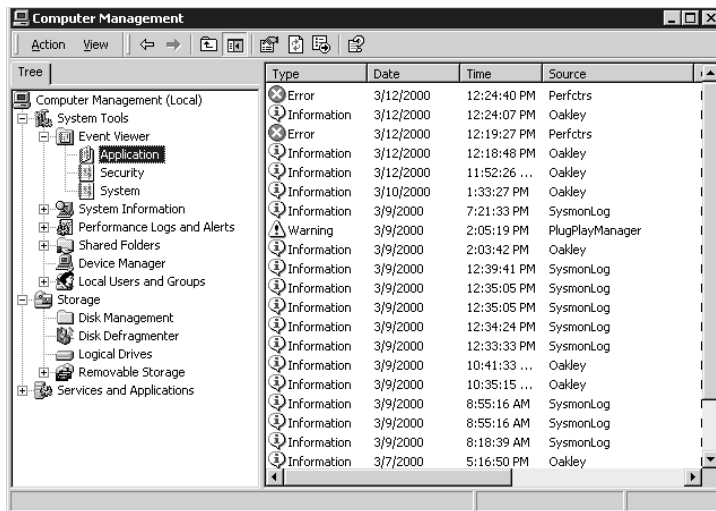 Computer Management
Action View
Tree
Computer Management (Local)
System Tools
Event Viewer
Application
Security
System
System Information
Performance Logs and Alerts
Shared Folders
Device Manager
Local Users and Groups
Storage
Disk Management
Disk Defragmenter
Logical Drives
Removable Storage
Services and Applications
Type Date Time Source
Error 3/12/2000 12:24:40 PM Perfctrs
Information 3/12/2000 12:24:07 PM Oakley
Error 3/12/2000 12:19:27 PM Perfctrs
Information 3/12/2000 12:18:48 PM Oakley
Information 3/12/2000 11:52:26 ... Oakley
Information 3/10/2000 1:33:27 PM Oakley
Information 3/9/2000 7:21:33 PM SysmonLog
Warning 3/9/2000 2:05:19 PM PlugPlayManager
Information 3/9/2000 2:03:42 PM Oakley
Information 3/9/2000 12:39:41 PM SysmonLog
Information 3/9/2000 12:35:05 PM SysmonLog
Information 3/9/2000 12:35:05 PM SysmonLog
Information 3/9/2000 12:34:24 PM SysmonLog
Information 3/9/2000 12:33:33 PM SysmonLog
Information 3/9/2000 10:41:33 ... Oakley
Information 3/9/2000 10:35:15 ... Oakley
Information 3/9/2000 8:55:16 AM SysmonLog
Information 3/9/2000 8:55:16 AM SysmonLog
Information 3/9/2000 8:18:39 AM SysmonLog
Information 3/7/2000 5:16:50 PM Oakley